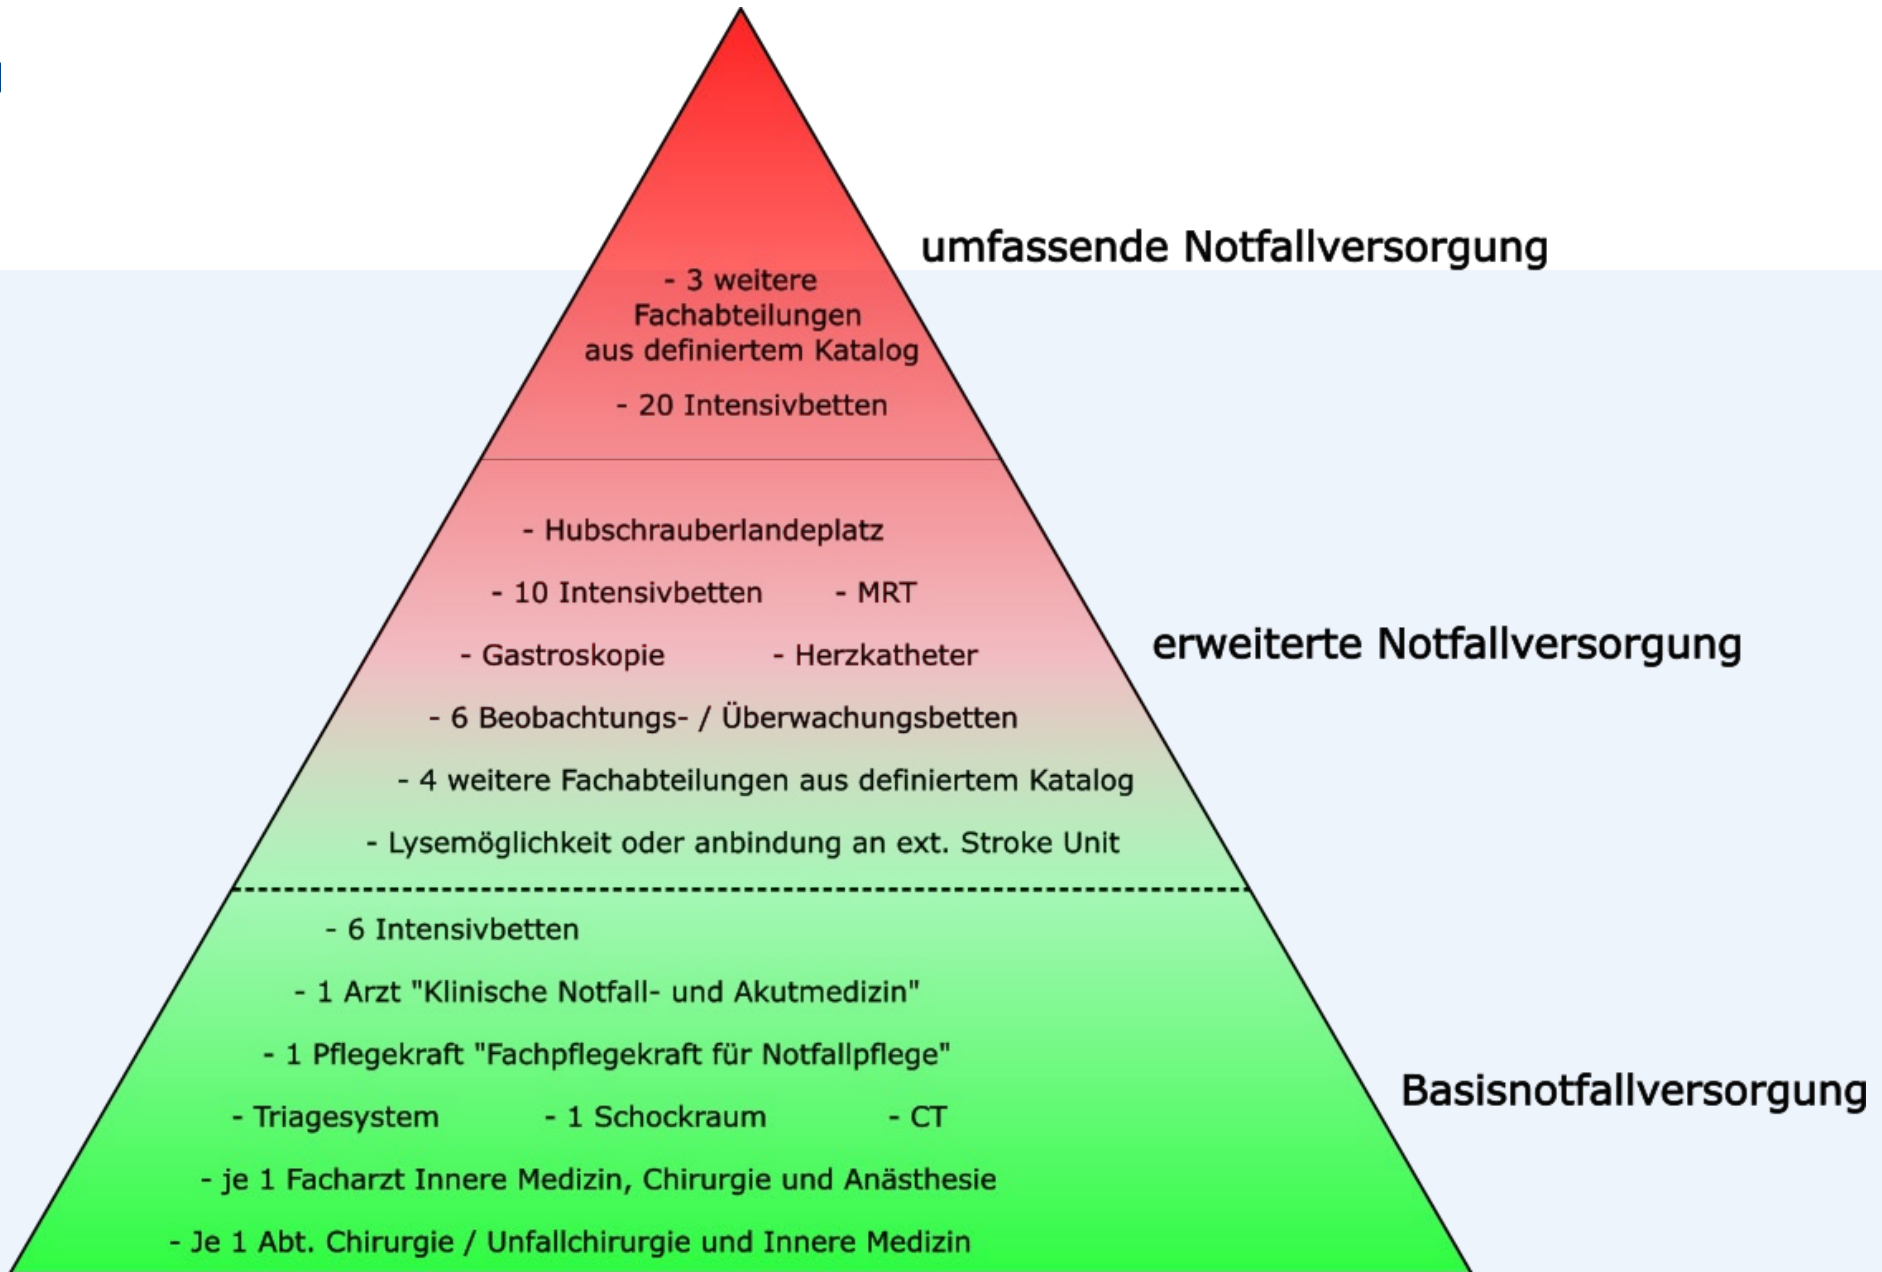 umfassende Notfallversorgung
- 3 weitere
Fachabteilungen
aus definiertem Katalog
- 20 Intensivbetten
- Hubschrauberlandeplatz
- 10 Intensivbetten - MRT
erweiterte Notfallversorgung
- Gastroskopie - Herzkatheter
- 6 Beobachtungs- / Überwachungsbetten
- 4 weitere Fachabteilungen aus definiertem Katalog
- Lysemöglichkeit oder anbindung an ext. Stroke Unit
- 6 Intensivbetten
- 1 Arzt "Klinische Notfall- und Akutmedizin"
- 1 Pflegekraft "Fachpflegekraft für Notfallpflege"
Basisnotfallversorgung
- Triagesystem - 1 Schockraum - CT
- je 1 Facharzt Innere Medizin, Chirurgie und Anästhesie
- Je 1 Abt. Chirurgie / Unfallchirurgie und Innere Medizin